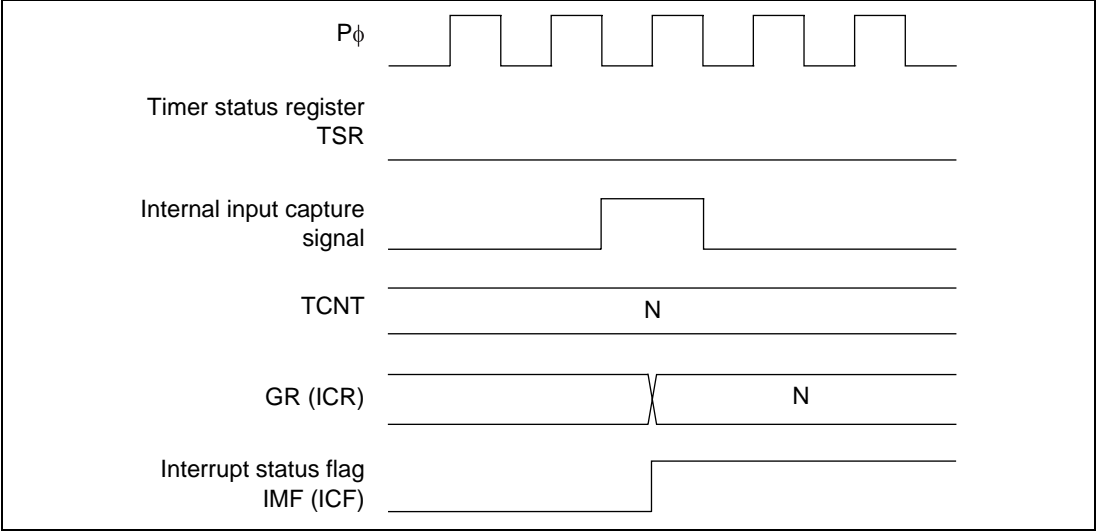 Pϕ
Timer status register
TSR
Internal input capture
signal
TCNT
N
GR (ICR)
N
Interrupt status flag
IMF (ICF)